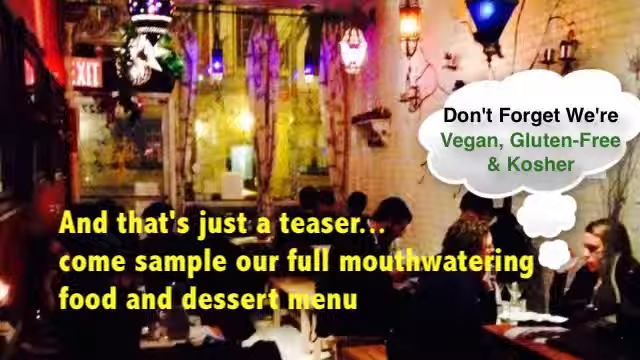 EXIT
Don't Forget We're
Vegan, Gluten-Free
& Kosher
And that's just a teaser...
come sample our full mouthwatering
food and dessert menu